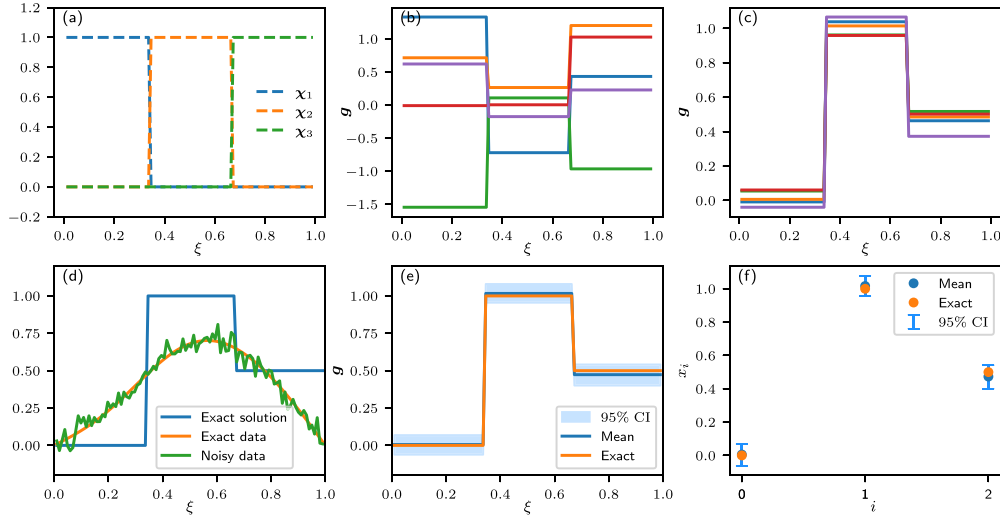 (a)
1.2
1.0
0.8
0.6
0.4
0.2
0.0
−0.2
χ1
χ2
χ3
0.0 0.2 0.4 0.6 0.8 1.0
ξ
(b)
g
1.0
0.5
0.0
−0.5
−1.0
−1.5
0.0 0.2 0.4 0.6 0.8 1.0
ξ
(c)
g
1.0
0.8
0.6
0.4
0.2
0.0
0.0 0.2 0.4 0.6 0.8 1.0
ξ
(d)
1.00
0.75
0.50
0.25
0.00
Exact solution
Exact data
Noisy data
0.0 0.2 0.4 0.6 0.8 1.0
ξ
(e)
g
1.00
0.75
0.50
0.25
0.00
95% CI
Mean
Exact
0.0 0.2 0.4 0.6 0.8 1.0
ξ
(f)
xi
1.0
0.8
0.6
0.4
0.2
0.0
Mean
Exact
95% CI
0 1 2
i